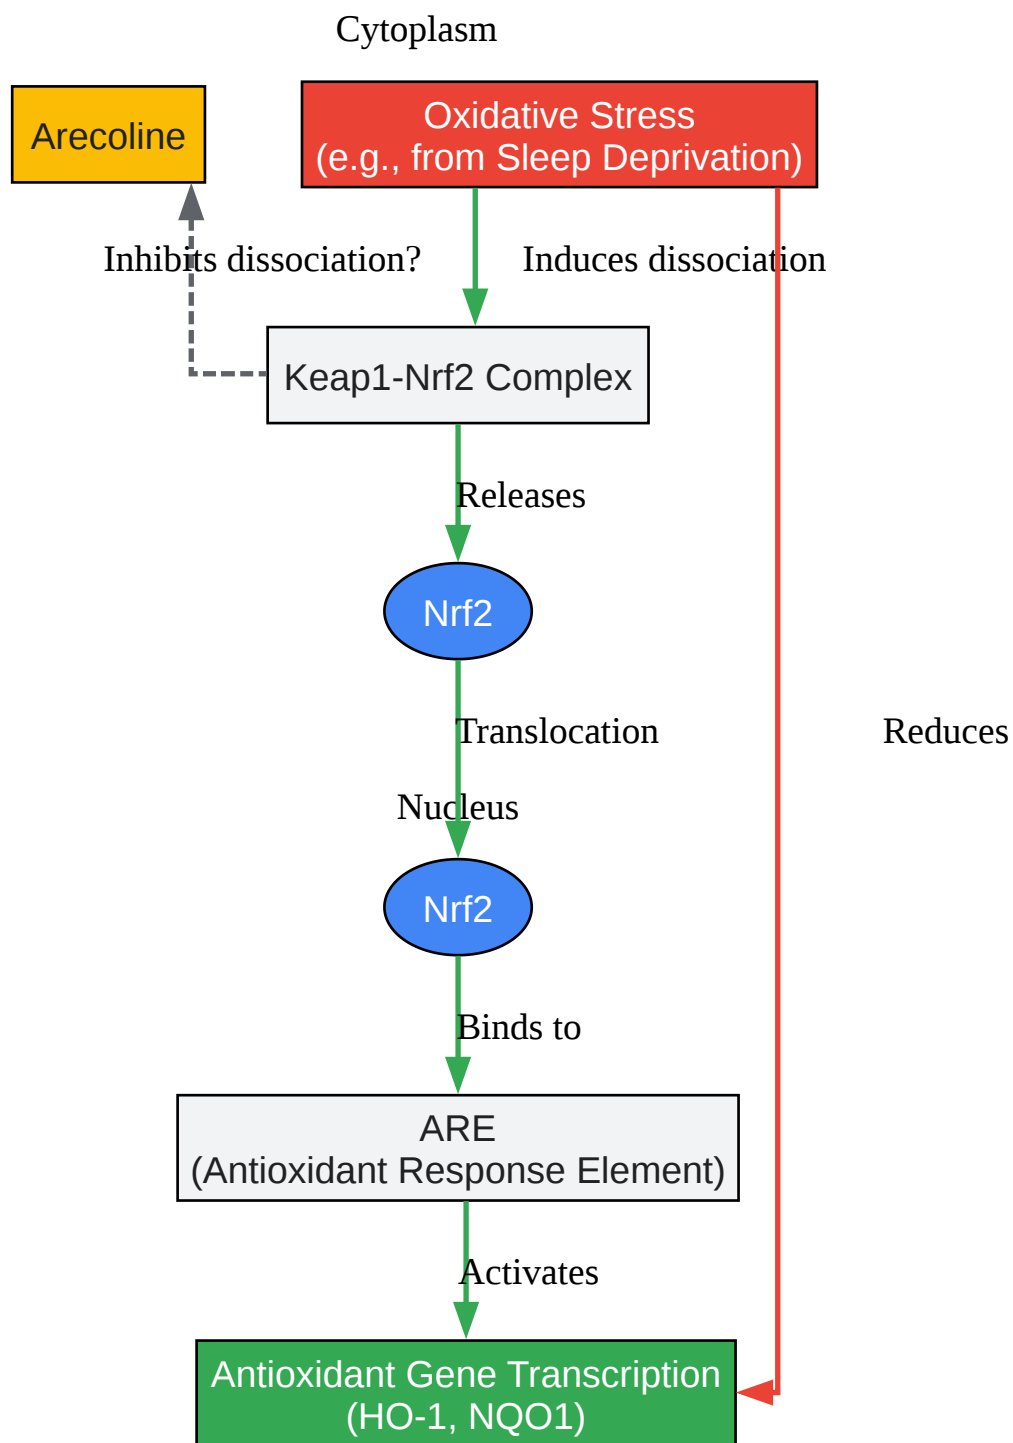 Cytoplasm
Arecoline
Oxidative Stress
(e.g., from Sleep Deprivation)
Inhibits dissociation?
Induces dissociation
Keap1-Nrf2 Complex
Releases
Nrf2
Translocation
Reduces
Nucleus
Nrf2
Binds to
ARE
(Antioxidant Response Element)
Activates
Antioxidant Gene Transcription
(HO-1, NQO1)